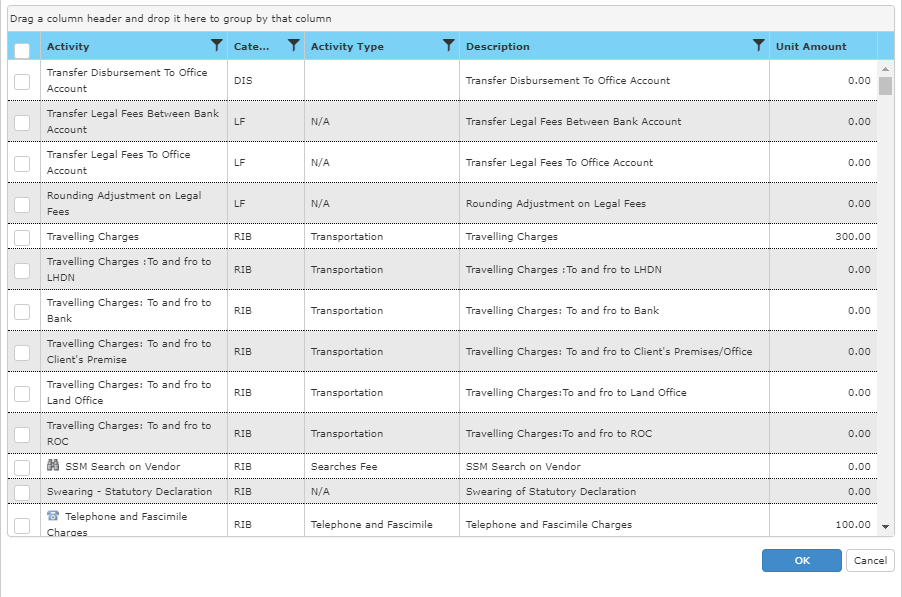 Drag a column header and drop it here to group by that column
Activity Cate... Activity Type Description Unit Amount
Transfer Disbursement To Office
Account
DIS Transfer Disbursement To Office Account 0.00
Transfer Legal Fees Between Bank
Account
LF N/A Transfer Legal Fees Between Bank Account 0.00
Transfer Legal Fees To Office
Account
LF N/A Transfer Legal Fees To Office Account 0.00
Rounding Adjustment on Legal
Fees
LF N/A Rounding Adjustment on Legal Fees 0.00
Travelling Charges RIB Transportation Travelling Charges 300.00
Travelling Charges :To and fro to
LHDN
RIB Transportation Travelling Charges :To and fro to LHDN 0.00
Travelling Charges: To and fro to
Bank
RIB Transportation Travelling Charges: To and fro to Bank 0.00
Travelling Charges: To and fro to
Client's Premise
RIB Transportation Travelling Charges: To and fro to Client's Premises/Office 0.00
Travelling Charges: To and fro to
Land Office
RIB Transportation Travelling Charges:To and fro to Land Office 0.00
Travelling Charges: To and fro to
ROC
RIB Transportation Travelling Charges:To and fro to ROC 0.00
SSM Search on Vendor RIB Searches Fee SSM Search on Vendor 0.00
Swearing - Statutory Declaration RIB N/A Swearing of Statutory Declaration 0.00
Telephone and Fascimile
Charges
RIB Telephone and Fascimile Telephone and Fascimile Charges 100.00
OK Cancel